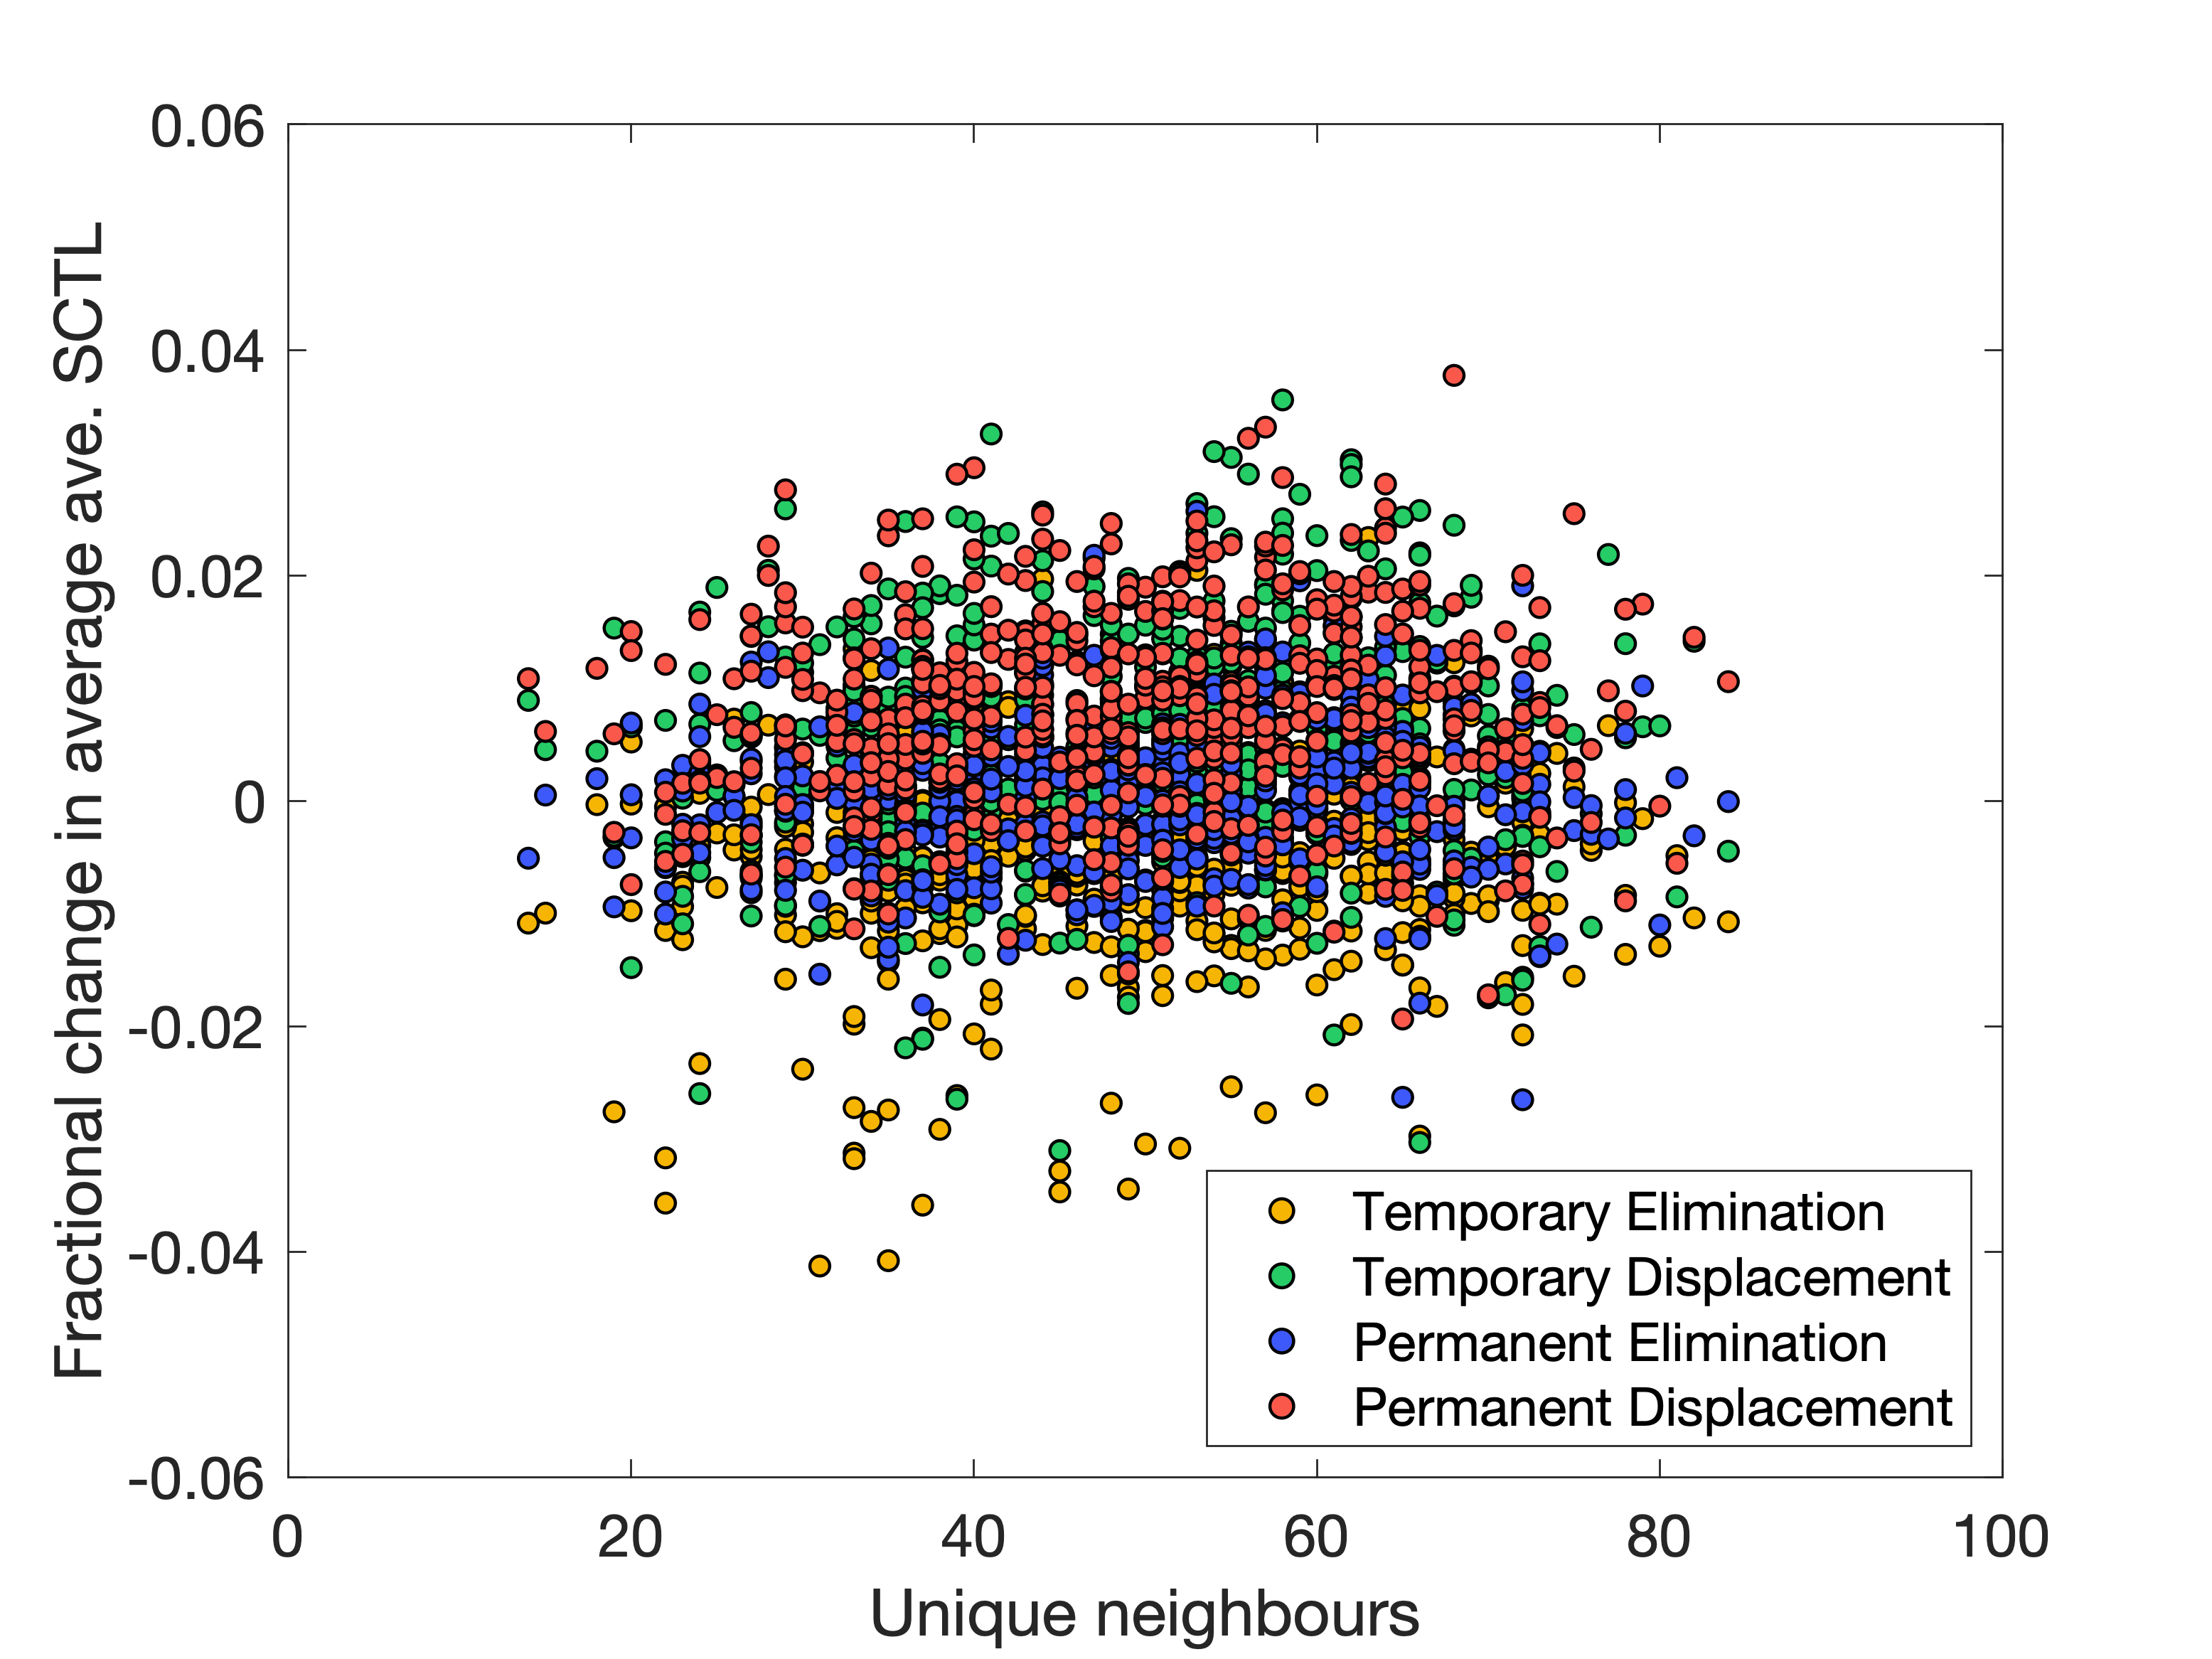 0.06
0.04
0.02
0
-0.02
-0.04
-0.06
Fractional change in average ave. SCTL
Temporary Elimination
Temporary Displacement
Permanent Elimination
Permanent Displacement
0 20 40 60 80 100
Unique neighbours